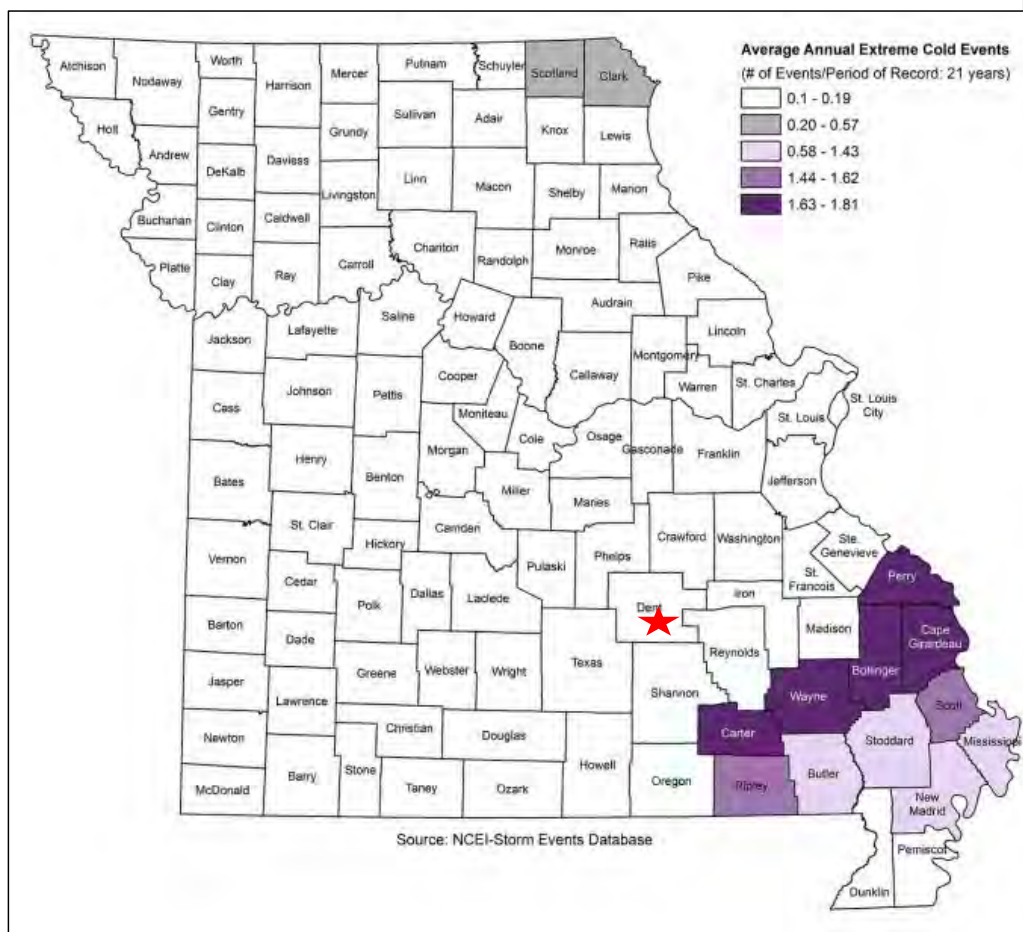 Average Annual Extreme Cold Events
(# of Events/Period of Record: 21 years)
0.1 - 0.19
0.20 - 0.57
0.58 - 1.43
1.44 - 1.62
1.63 - 1.81
Atchison
Nodaway
Worth
Harrison
Mercer
Putnam
Schuyler
Scotland
Clark
Holt
Gentry
Sullivan
Adair
Knox
Lewis
Andrew
DeKalb
Daviess
Grundy
Livingston
Linn
Macon
Shelby
Marion
Buchanan
Clinton
Caldwell
Chariton
Randolph
Monroe
Ralls
Platte
Clay
Ray
Carroll
Pike
Audrain
Jackson
Lafayette
Saline
Howard
Boone
Callaway
Montgomery
Lincoln
Warren
St. Charles
St. Louis
City
St. Louis
Cass
Johnson
Pettis
Cooper
Moniteau
Cole
Osage
Gasconade
Franklin
Jefferson
Bates
Henry
Benton
Morgan
Miller
Maries
St. Clair
Hickory
Camden
Pulaski
Phelps
Crawford
Washington
Ste.
Genevieve
St.
Francois
Perry
Vernon
Cedar
Polk
Dallas
Laclede
Dent
Iron
Madison
Bollinger
Cape
Girardeau
Barton
Dade
Greene
Webster
Wright
Texas
Reynolds
Shannon
Wayne
Scott
Jasper
Lawrence
Christian
Douglas
Howell
Carter
Stoddard
Mississippi
Newton
McDonald
Barry
Stone
Taney
Ozark
Oregon
Ripley
Butler
New
Madrid
Pemiscot
Dunklin
Source: NCEI-Storm Events Database